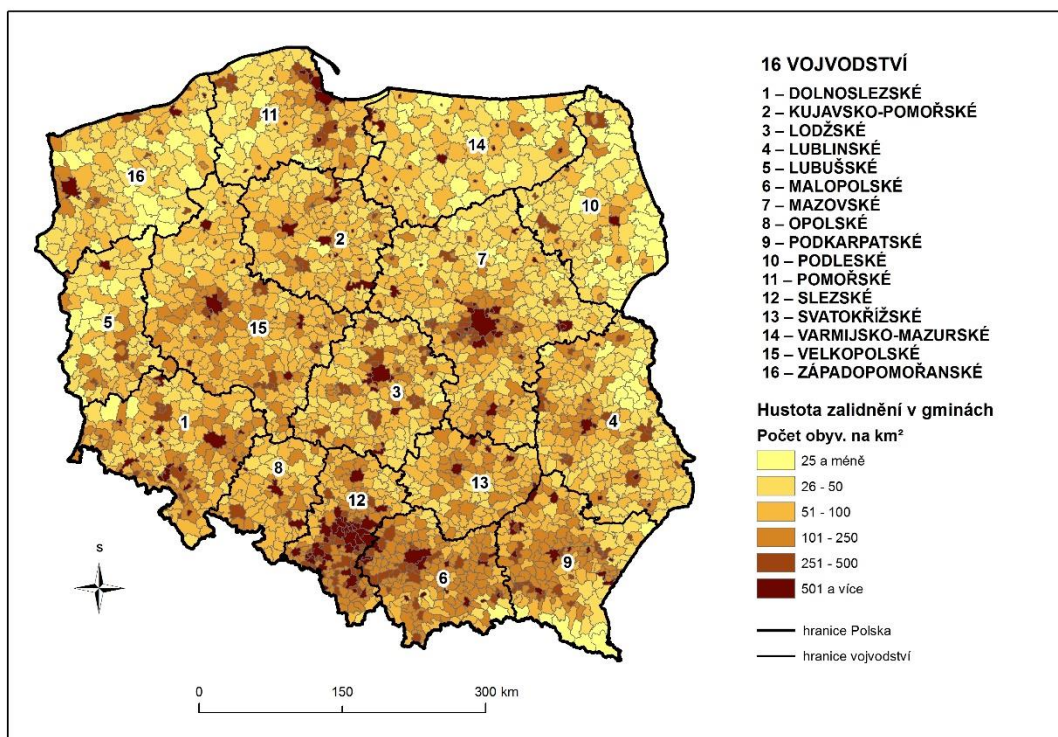 16 VOJVODSTVÍ
1 – DOLNOSLEZSKÉ
2 – KUJAVSKO-POMOŘSKÉ
3 – LODŽSKÉ
4 – LUBLINSKÉ
5 – LUBUŠSKÉ
6 – MALOPOLSKÉ
7 – MAZOVSKÉ
8 – OPOLSKÉ
9 – PODKARPATSKÉ
10 – PODLESKÉ
11 – POMOŘSKÉ
12 – SLEZSKÉ
13 – SVATOKŘÍŽSKÉ
14 – VARMIJSKO-MAZURSKÉ
15 – VELKOPOLSKÉ
16 – ZÁPADOPOMOŘANSKÉ
Hustota zalidnění v gminách
Počet obyv. na km²
25 a méně
26 - 50
51 - 100
101 - 250
251 - 500
501 a více
hranice Polska
hranice vojvodství
11
14
16
10
2
7
5
15
3
1
4
8
12
13
9
6
S
0 150 300 km